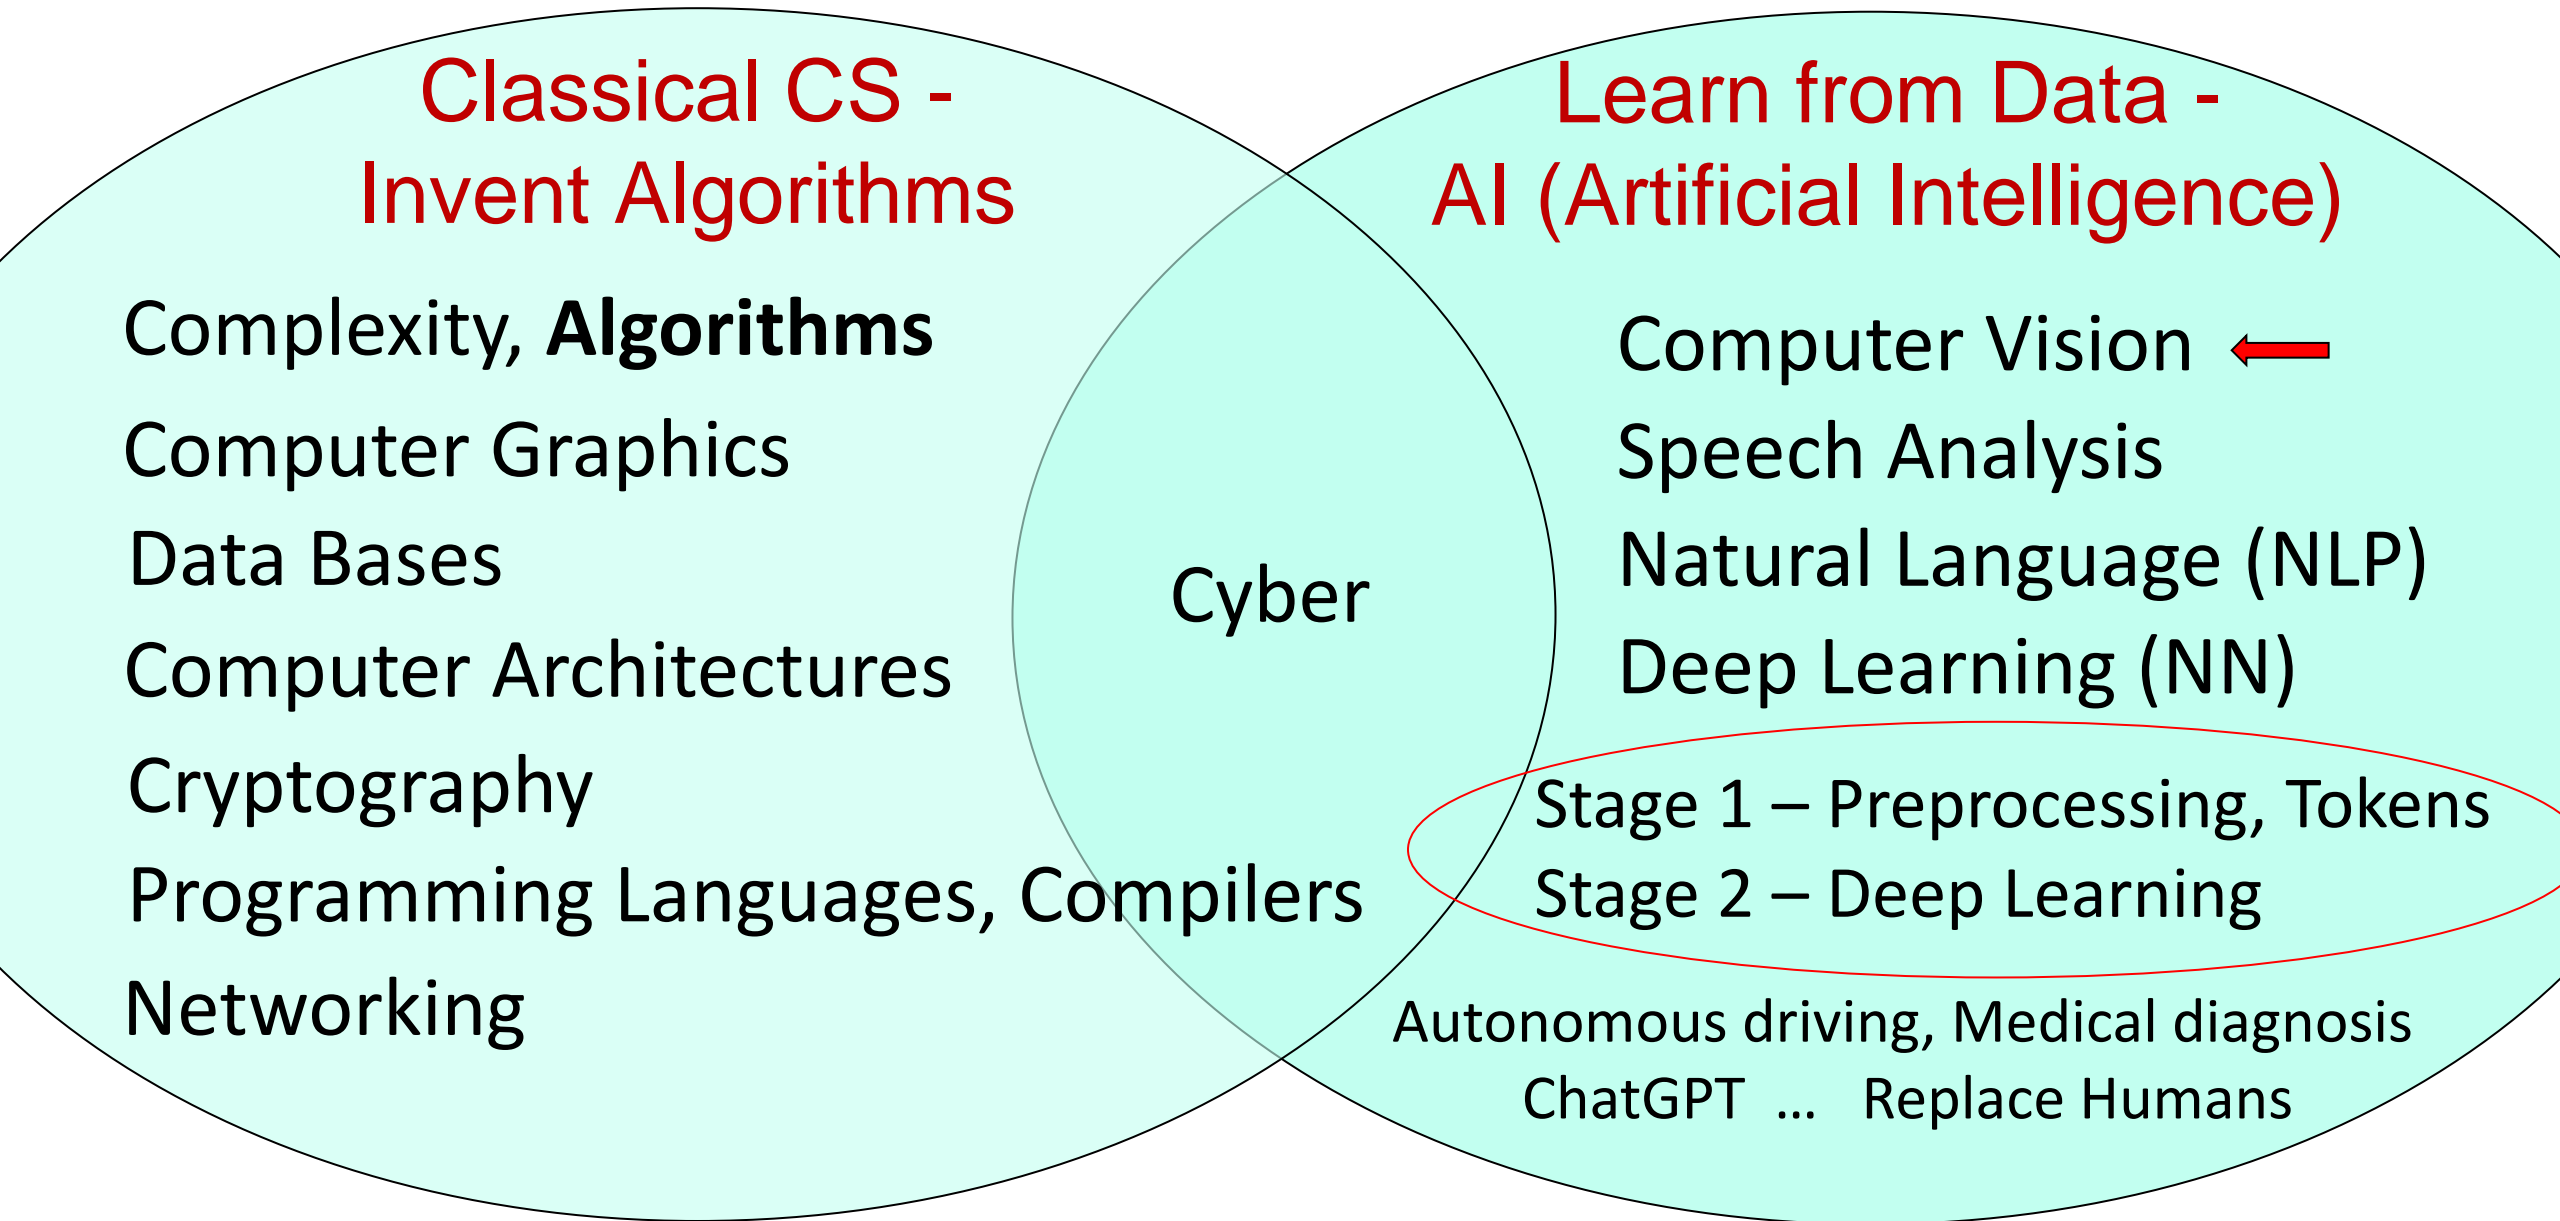 Classical CS -
Invent Algorithms
Complexity, Algorithms
Computer Graphics
Data Bases
Computer Architectures
Cryptography
Programming Languages, Compilers
Networking
Cyber
Learn from Data -
AI (Artificial Intelligence)
Computer Vision
Speech Analysis
Natural Language (NLP)
Deep Learning (NN)
Stage 1 – Preprocessing, Tokens
Stage 2 – Deep Learning
Autonomous driving, Medical diagnosis
ChatGPT ... Replace Humans